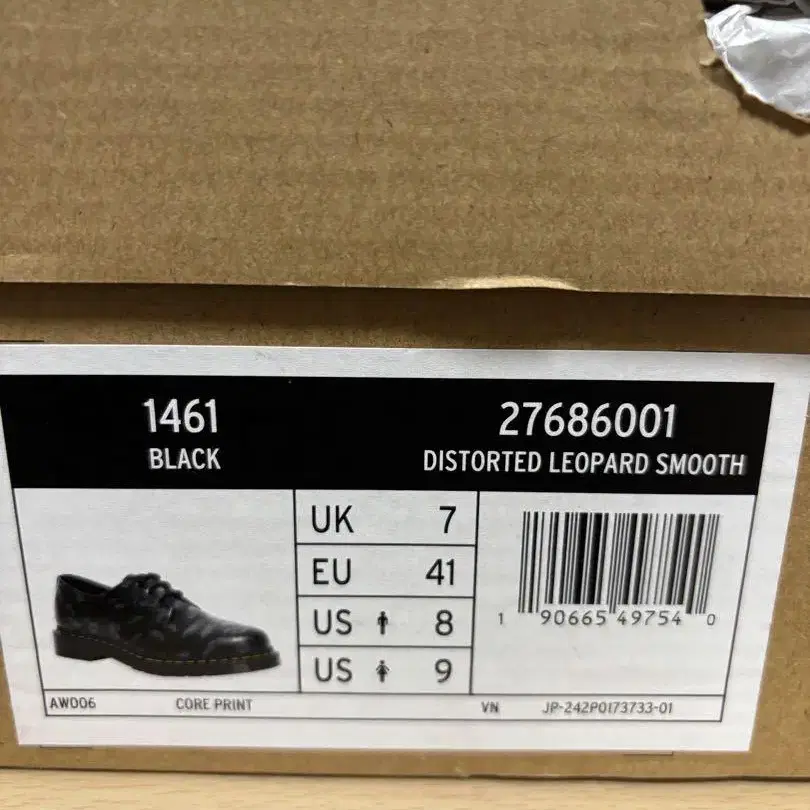 1461
BLACK
27686001
DISTORTED LEOPARD SMOOTH
UK 7
EU 41
US 8
US 9
1 90665 49754 0
AW006 CORE PRINT VN JP-242P0173733-01